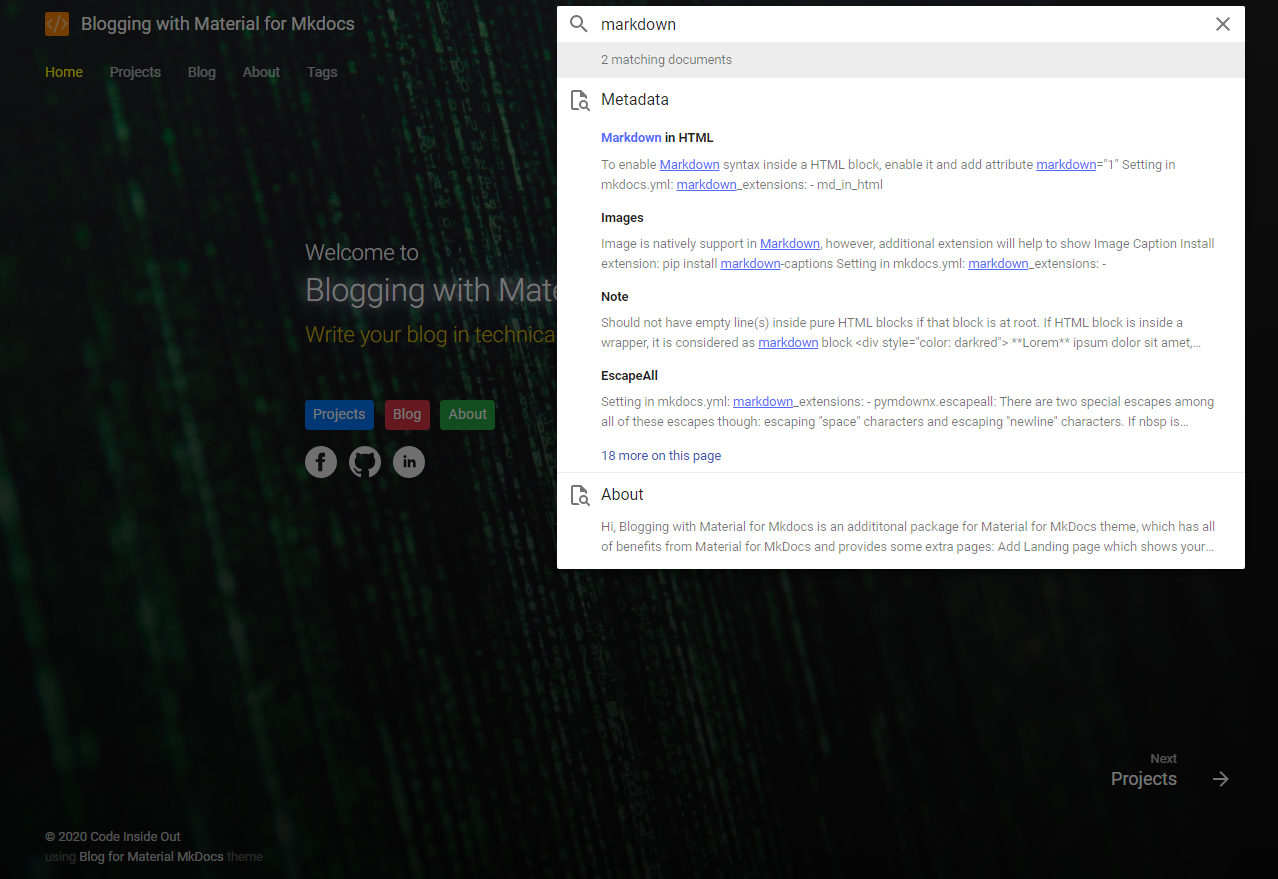 Blogging with Material for Mkdocs
Home Projects Blog About Tags
Welcome to
Blogging with Mate
Write your blog in technica
Projects Blog About
in
markdown
2 matching documents
Metadata
Markdown in HTML
To enable Markdown syntax inside a HTML block, enable it and add attribute markdown="1" Setting in
mkdocs.yml: markdown_extensions: - md_in_html
Images
Image is natively support in Markdown, however, additional extension will help to show Image Caption Install
extension: pip install markdown-captions Setting in mkdocs.yml: markdown_extensions: -
Note
Should not have empty line(s) inside pure HTML blocks if that block is at root. If HTML block is inside a
wrapper, it is considered as markdown block <div style="color: darkred"> **Lorem** ipsum dolor sit amet,...
EscapeAll
Setting in mkdocs.yml: markdown_extensions: - pymdownx.escapeall: There are two special escapes among
all of these escapes though: escaping "space" characters and escaping "newline" characters. If nbsp is...
18 more on this page
About
Hi, Blogging with Material for Mkdocs is an addititonal package for Material for MkDocs theme, which has all
of benefits from Material for MkDocs and provides some extra pages: Add Landing page which shows your...
Next
Projects
© 2020 Code Inside Out
using Blog for Material MkDocs theme